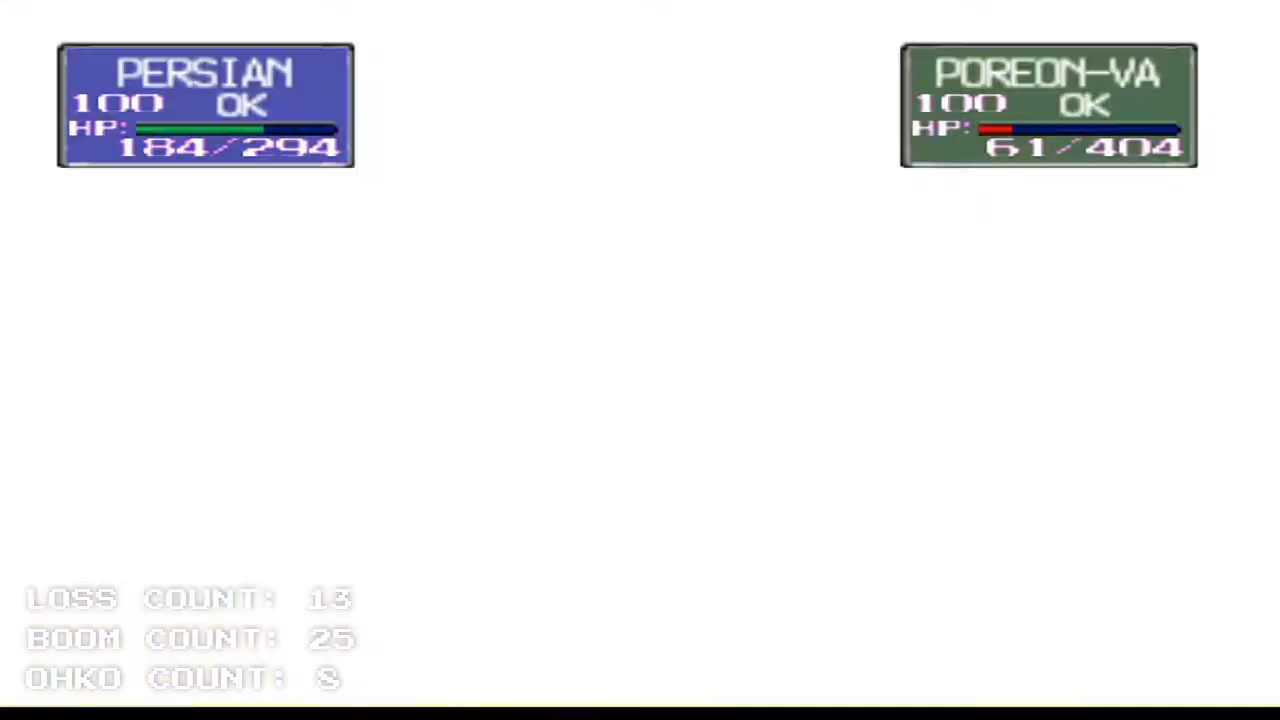 PERSIAN
100 OK
HP:
184/294
POREON-VA
100 OK
HP:
61/404
LOSS COUNT: 13
BOOM COUNT: 25
OHKO COUNT: 8